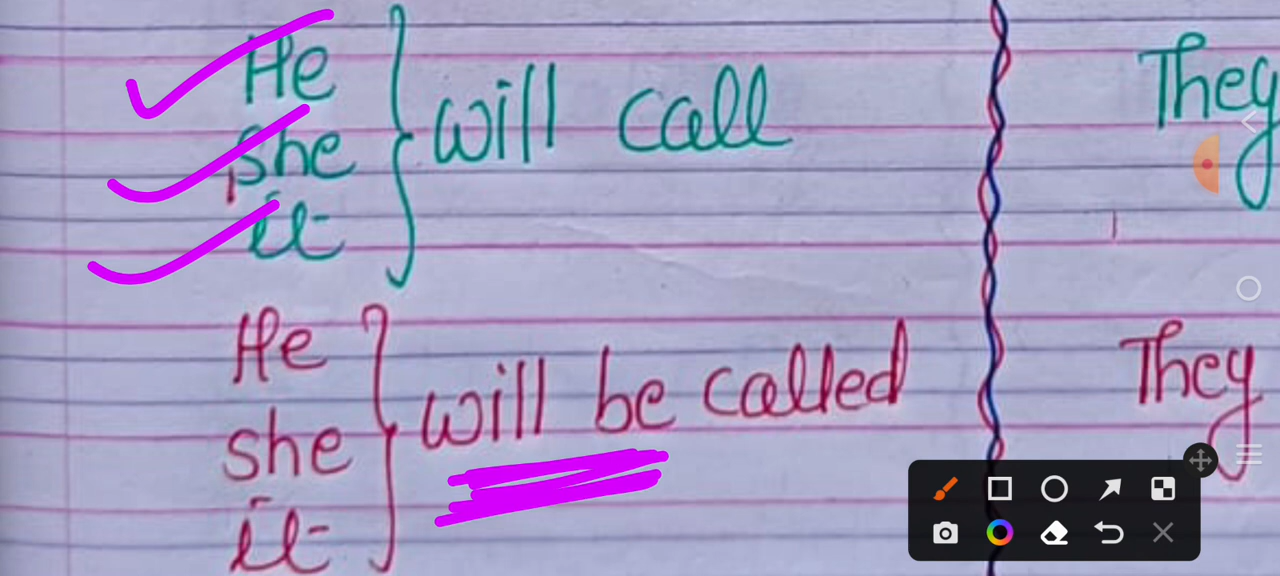 He
she
it
will call
They
He
she
it
will be called
They